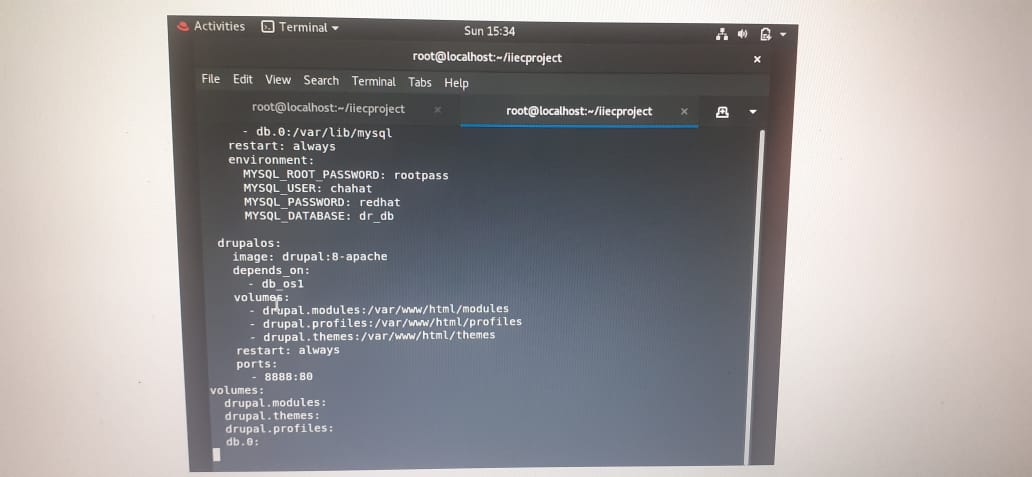 Activities Terminal Sun 15:34
root@localhost:~/iiecproject ×
File Edit View Search Terminal Tabs Help
root@localhost:~/iiecproject × root@localhost:~/iiecproject ×
- db.0:/var/lib/mysql
restart: always
environment:
MYSQL_ROOT_PASSWORD: rootpass
MYSQL_USER: chahat
MYSQL_PASSWORD: redhat
MYSQL_DATABASE: dr_db
drupalos:
image: drupal:8-apache
depends_on:
- db_os1
volumes:
- drupal.modules:/var/www/html/modules
- drupal.profiles:/var/www/html/profiles
- drupal.themes:/var/www/html/themes
restart: always
ports:
- 8888:80
volumes:
drupal.modules:
drupal.themes:
drupal.profiles:
db.0: